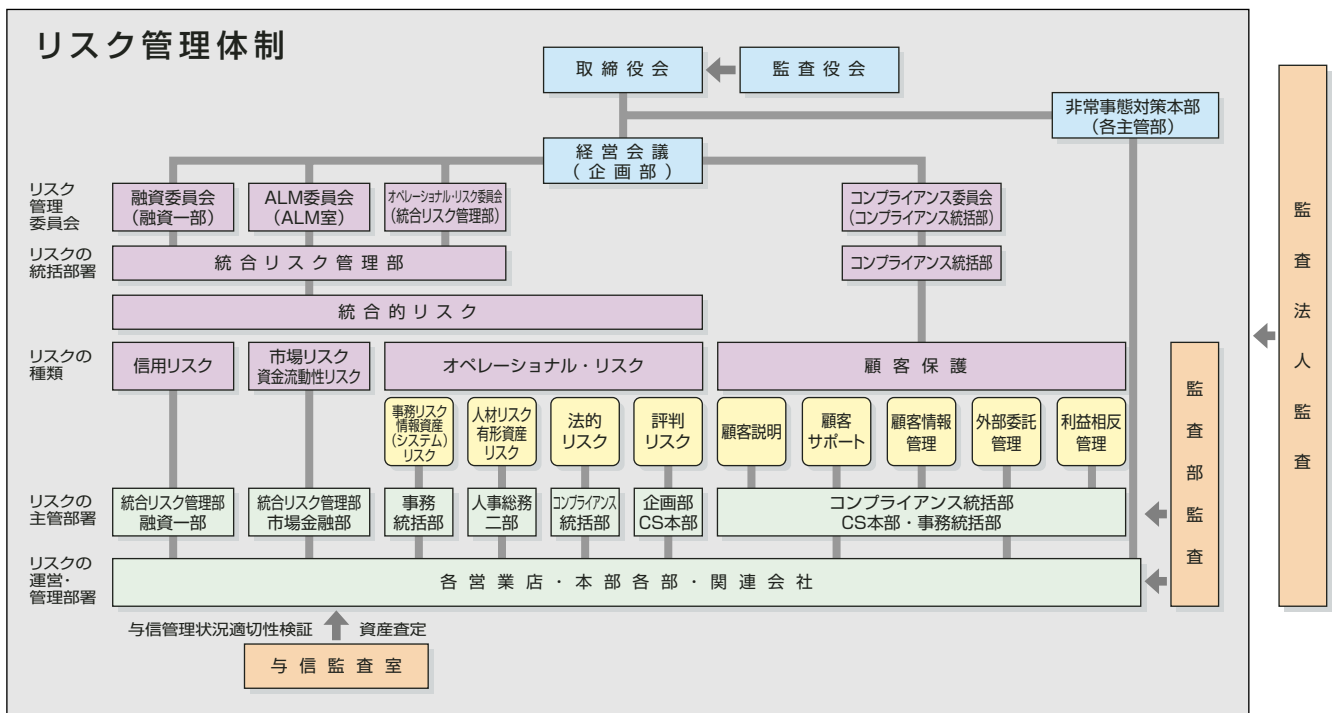 リスク管理体制
取締役会
監査役会
非常事態対策本部
(各主管部)
経営会議
(企画部)
リスク
管理
委員会
融資委員会
(融資一部)
ALM委員会
(ALM室)
オペレーショナル・リスク委員会
(統合リスク管理部)
コンプライアンス委員会
(コンプライアンス統括部)
リスクの
統括部署
統合リスク管理部
コンプライアンス統括部
統合的リスク
リスクの
種類
信用リスク
市場リスク
資金流動性リスク
オペレーショナル・リスク
顧客保護
事務リスク
情報資産
(システム)
リスク
人材リスク
有形資産
リスク
法的
リスク
評判
リスク
顧客説明
顧客
サポート
顧客情報
管理
外部委託
管理
利益相反
管理
リスクの
主管部署
統合リスク管理部
融資一部
統合リスク管理部
市場金融部
事務
統括部
人事総務
二部
コンプライアンス
統括部
企画部
CS本部
コンプライアンス統括部
CS本部・事務統括部
リスクの
運営・
管理部署
各営業店・本部各部・関連会社
与信管理状況適切性検証
資産査定
与信監査室
監査部監査
監査法人監査